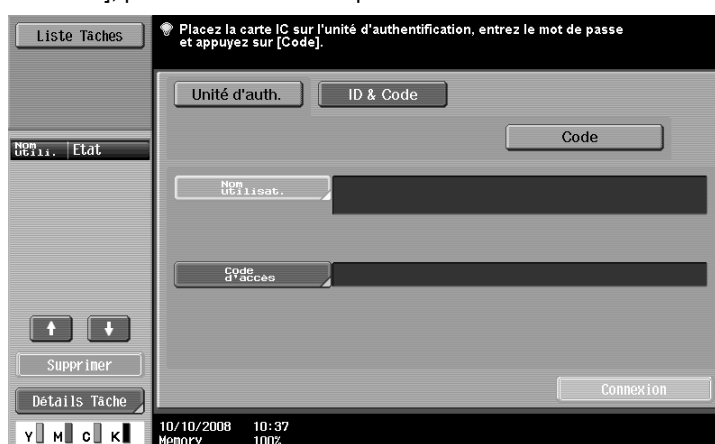 Liste Tâches
Placez la carte IC sur l'unité d'authentification, entrez le mot de passe
et appuyez sur [Code].
Unité d'auth.
ID & Code
Code
Nom
utili.
Etat
Nom
utilisat.
Code
d'accès
Supprimer
Détails Tâche
Connexion
Y M C K
10/10/2008 10:37
Memory 100%